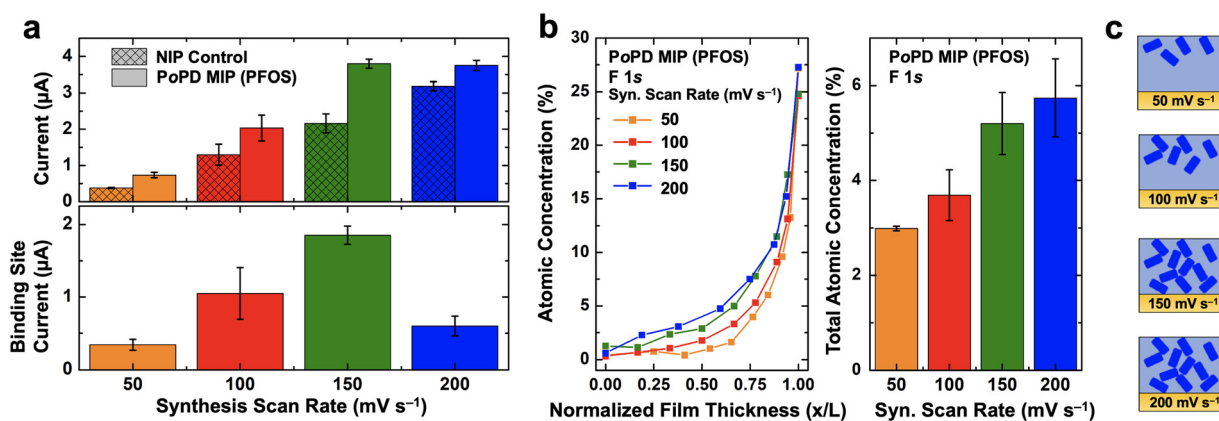 a
NIP Control
PoPD MIP (PFOS)
Current (µA)
4
3
2
1
0
Binding Site
Current (µA)
2
1
0
50
100
150
200
Synthesis Scan Rate (mV s⁻¹)
b
PoPD MIP (PFOS)
F 1s
Syn. Scan Rate (mV s⁻¹)
50
100
150
200
Atomic Concentration (%)
30
25
20
15
10
5
0
0.00
0.25
0.50
0.75
1.00
Normalized Film Thickness (x/L)
PoPD MIP (PFOS)
F 1s
Total Atomic Concentration (%)
6
4
2
0
50
100
150
200
Syn. Scan Rate (mV s⁻¹)
c
50 mV s⁻¹
100 mV s⁻¹
150 mV s⁻¹
200 mV s⁻¹